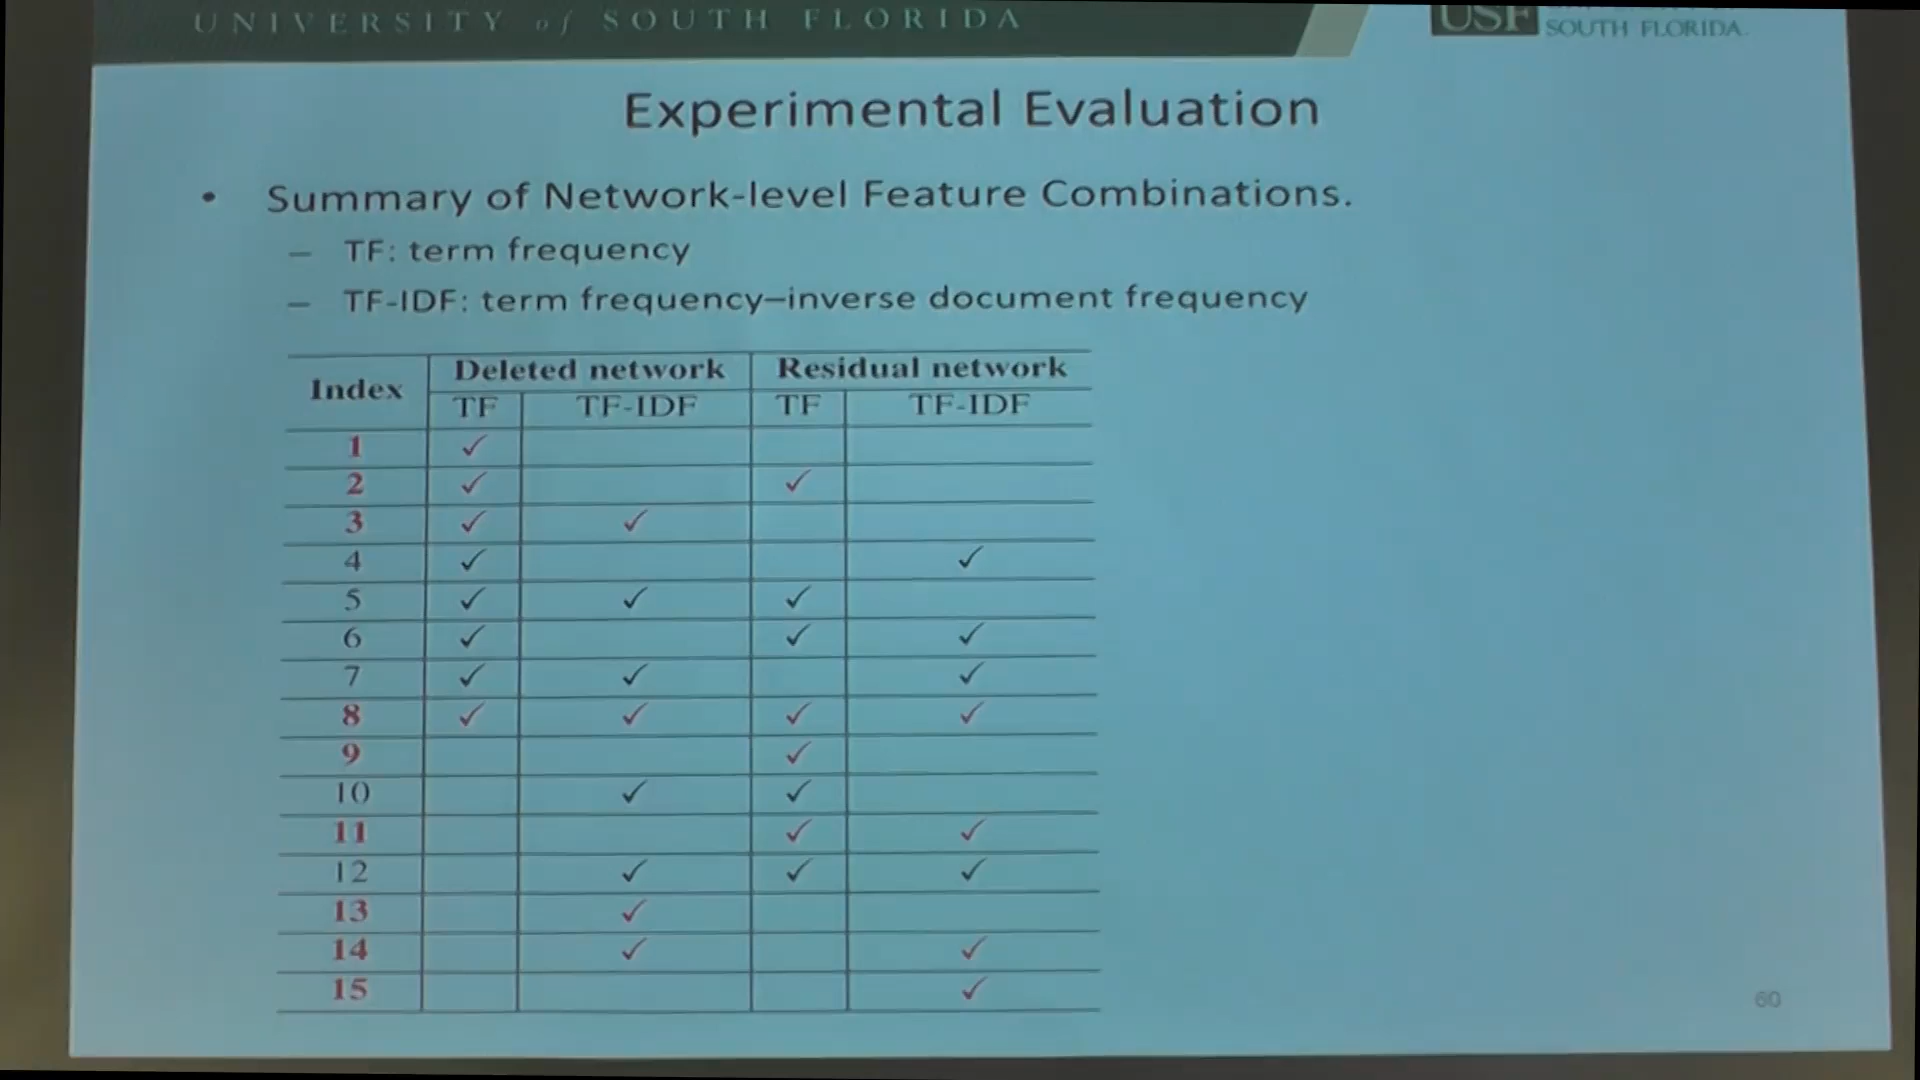 UNIVERSITY of SOUTH FLORIDA
USF
SOUTH FLORIDA
Experimental Evaluation
• Summary of Network-level Feature Combinations.
– TF: term frequency
– TF-IDF: term frequency–inverse document frequency
Index Deleted network Residual network
TF TF-IDF TF TF-IDF
1 ✓
2 ✓ ✓
3 ✓ ✓
4 ✓ ✓
5 ✓ ✓ ✓
6 ✓ ✓ ✓
7 ✓ ✓ ✓
8 ✓ ✓ ✓ ✓
9 ✓
10 ✓ ✓
11 ✓ ✓
12 ✓ ✓ ✓
13 ✓
14 ✓ ✓
15 ✓
60